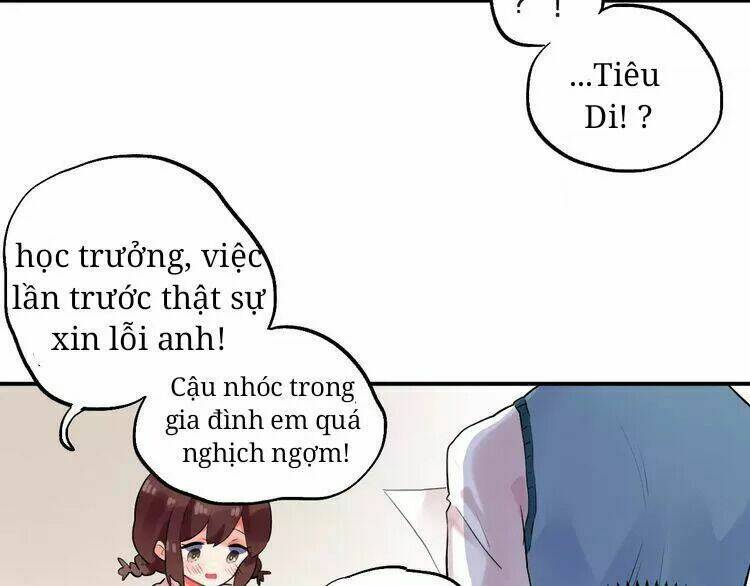 ? !
...Tiêu
Di! ?
học trưởng, việc
lần trước thật sự
xin lỗi anh!
Cậu nhóc trong
gia đình em quá
nghịch ngợm!